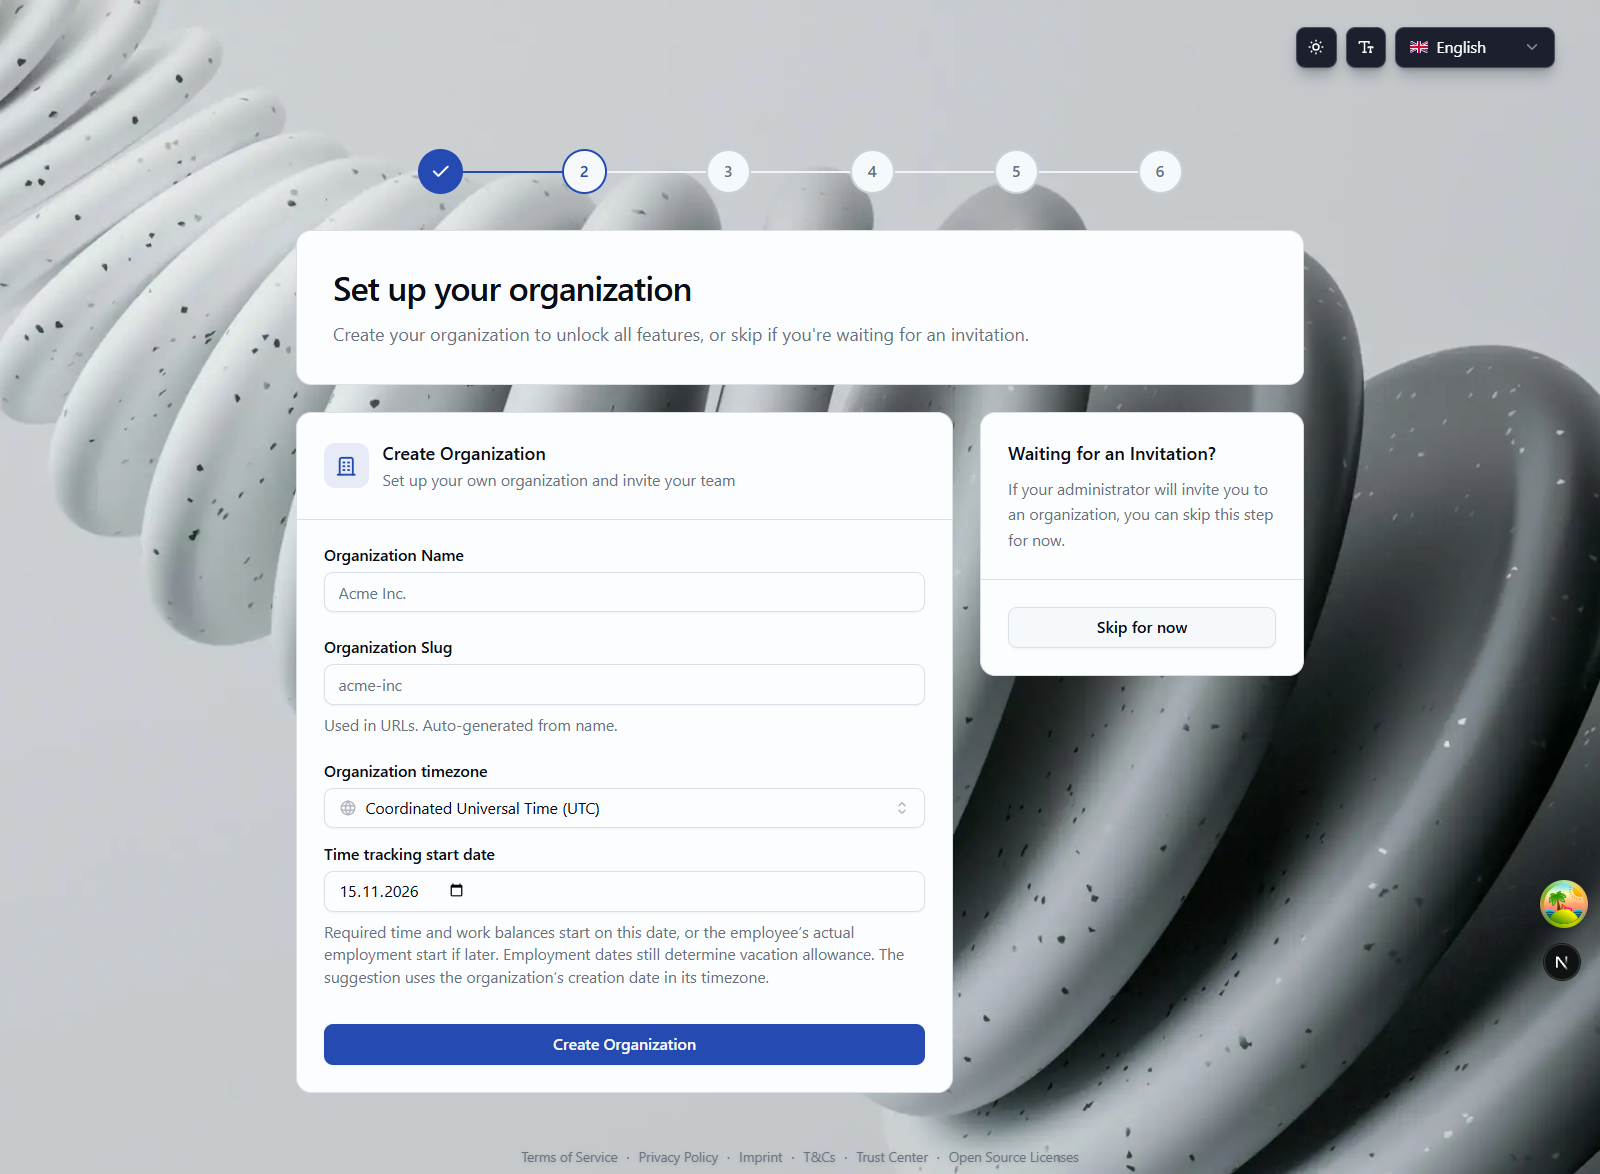 English
2
3
4
5
6
Set up your organization
Create your organization to unlock all features, or skip if you're waiting for an invitation.
Create Organization
Set up your own organization and invite your team
Organization Name
Acme Inc.
Organization Slug
acme-inc
Used in URLs. Auto-generated from name.
Organization timezone
Coordinated Universal Time (UTC)
Time tracking start date
15.11.2026
Required time and work balances start on this date, or the employee’s actual
employment start if later. Employment dates still determine vacation allowance. The
suggestion uses the organization’s creation date in its timezone.
Create Organization
Waiting for an Invitation?
If your administrator will invite you to
an organization, you can skip this step
for now.
Skip for now
N
Terms of Service · Privacy Policy · Imprint · T&Cs · Trust Center · Open Source Licenses